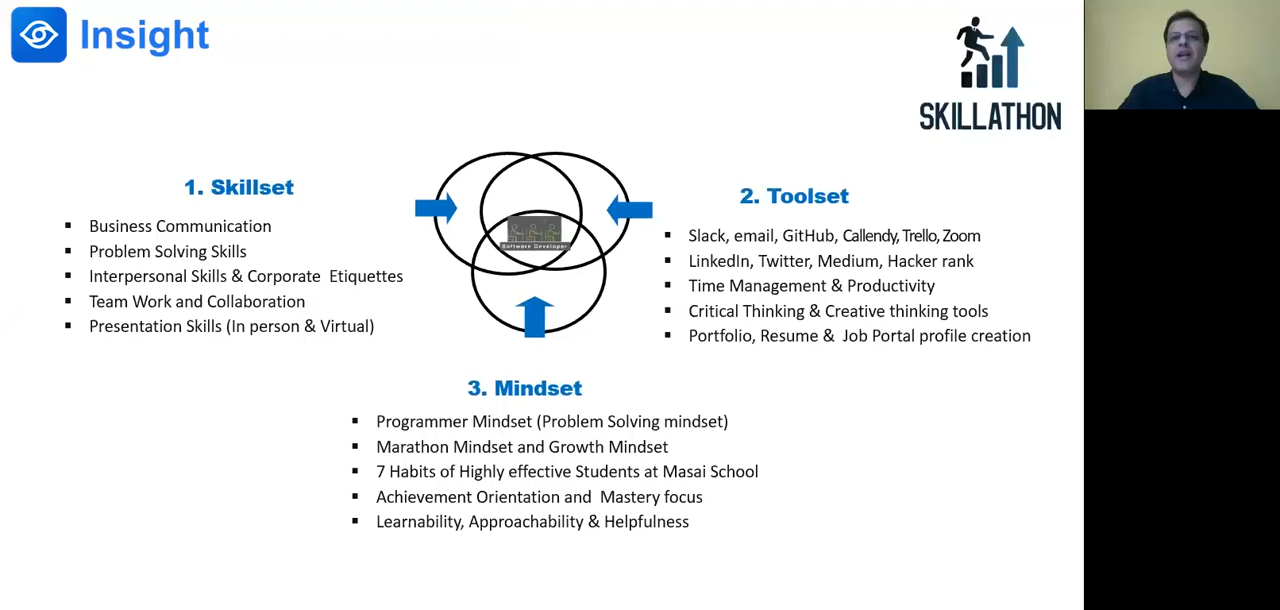 Insight
SKILLATHON
1. Skillset
Business Communication
Problem Solving Skills
Interpersonal Skills & Corporate Etiquettes
Team Work and Collaboration
Presentation Skills (In person & Virtual)
Software Developer
2. Toolset
Slack, email, GitHub, Callendy, Trello, Zoom
LinkedIn, Twitter, Medium, Hacker rank
Time Management & Productivity
Critical Thinking & Creative thinking tools
Portfolio, Resume & Job Portal profile creation
3. Mindset
Programmer Mindset (Problem Solving mindset)
Marathon Mindset and Growth Mindset
7 Habits of Highly effective Students at Masai School
Achievement Orientation and Mastery focus
Learnability, Approachability & Helpfulness